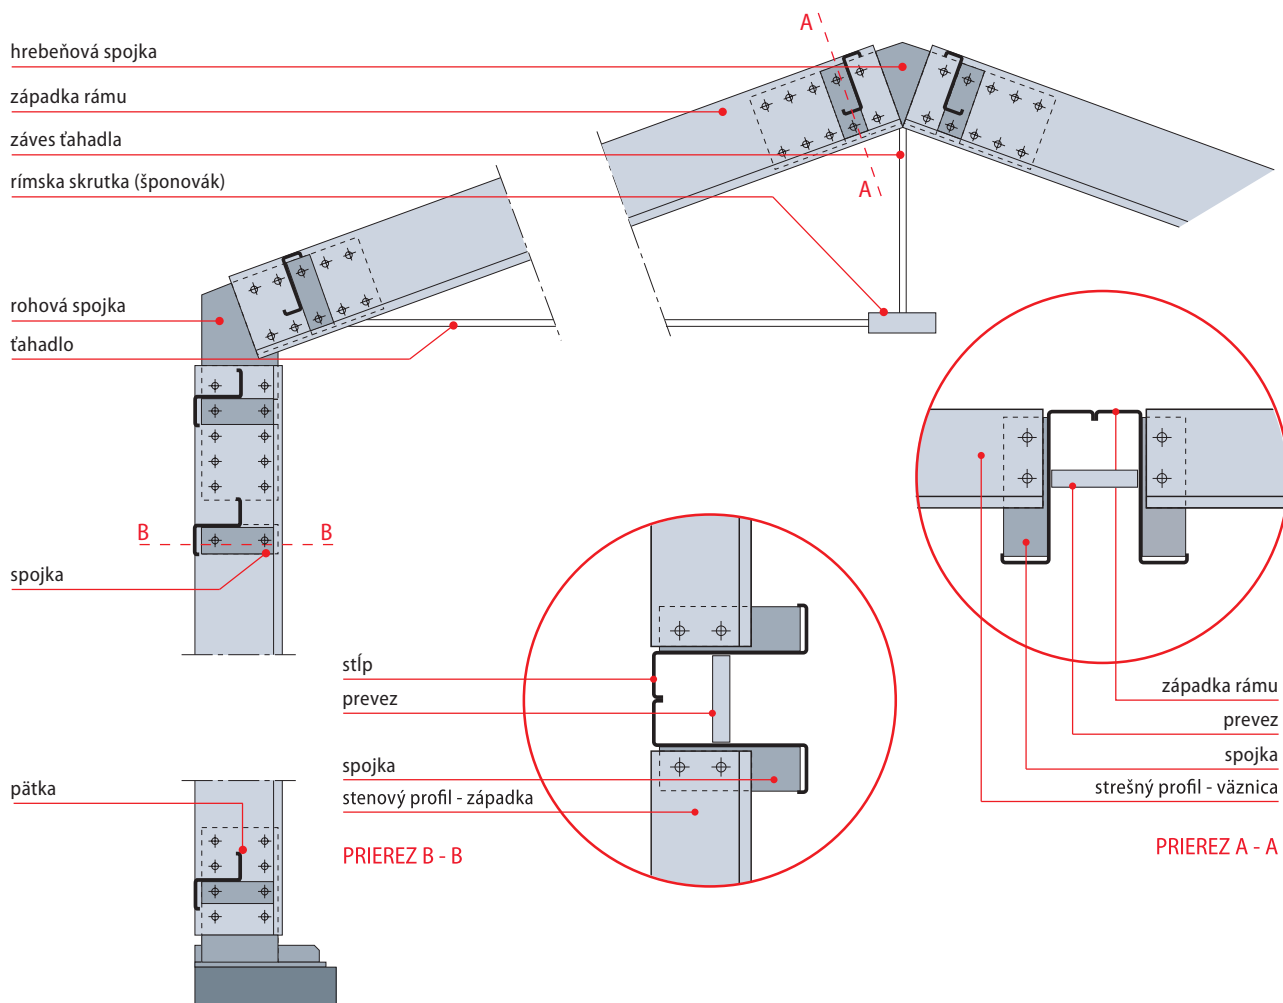 A
hrebeňová spojka
západka rámu
záves ťahadla
rímska skrutka (šponovák)
A
rohová spojka
ťahadlo
B
B
spojka
stĺp
prevez
spojka
stenový profil - západka
PRIEREZ B - B
západka rámu
prevez
spojka
strešný profil - väznica
PRIEREZ A - A
pätka